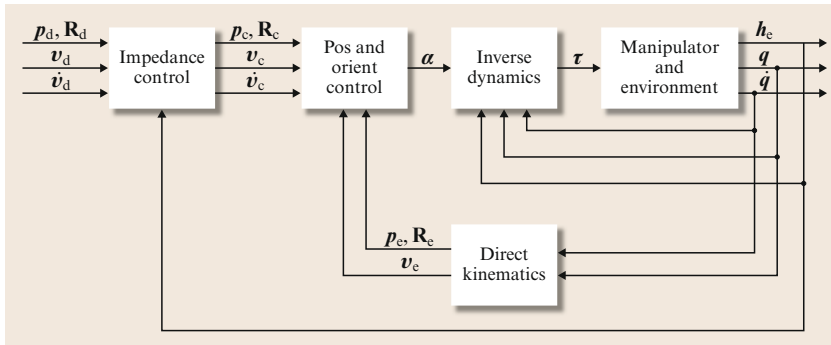 p_d, R_d
v_d
v̇_d
Impedance
control
p_c, R_c
v_c
v̇_c
Pos and
orient
control
α
Inverse
dynamics
τ
Manipulator
and
environment
h_e
q
q̇
p_e, R_e
v_e
Direct
kinematics